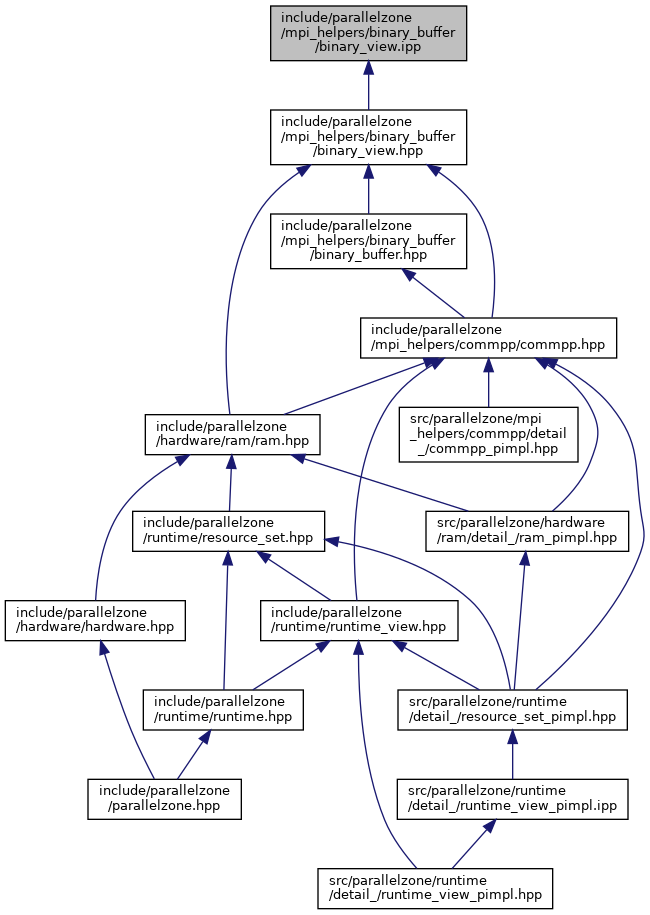 include/parallelzone
/mpi_helpers/binary_buffer
/binary_view.ipp
include/parallelzone
/mpi_helpers/binary_buffer
/binary_view.hpp
include/parallelzone
/mpi_helpers/binary_buffer
/binary_buffer.hpp
include/parallelzone
/mpi_helpers/commpp/commpp.hpp
src/parallelzone/mpi
_helpers/commpp/detail
_/commpp_pimpl.hpp
include/parallelzone
/hardware/ram/ram.hpp
include/parallelzone
/runtime/resource_set.hpp
src/parallelzone/hardware
/ram/detail_/ram_pimpl.hpp
include/parallelzone
/hardware/hardware.hpp
include/parallelzone
/runtime/runtime_view.hpp
include/parallelzone
/runtime/runtime.hpp
src/parallelzone/runtime
/detail_/resource_set_pimpl.hpp
include/parallelzone
/parallelzone.hpp
src/parallelzone/runtime
/detail_/runtime_view_pimpl.ipp
src/parallelzone/runtime
/detail_/runtime_view_pimpl.hpp